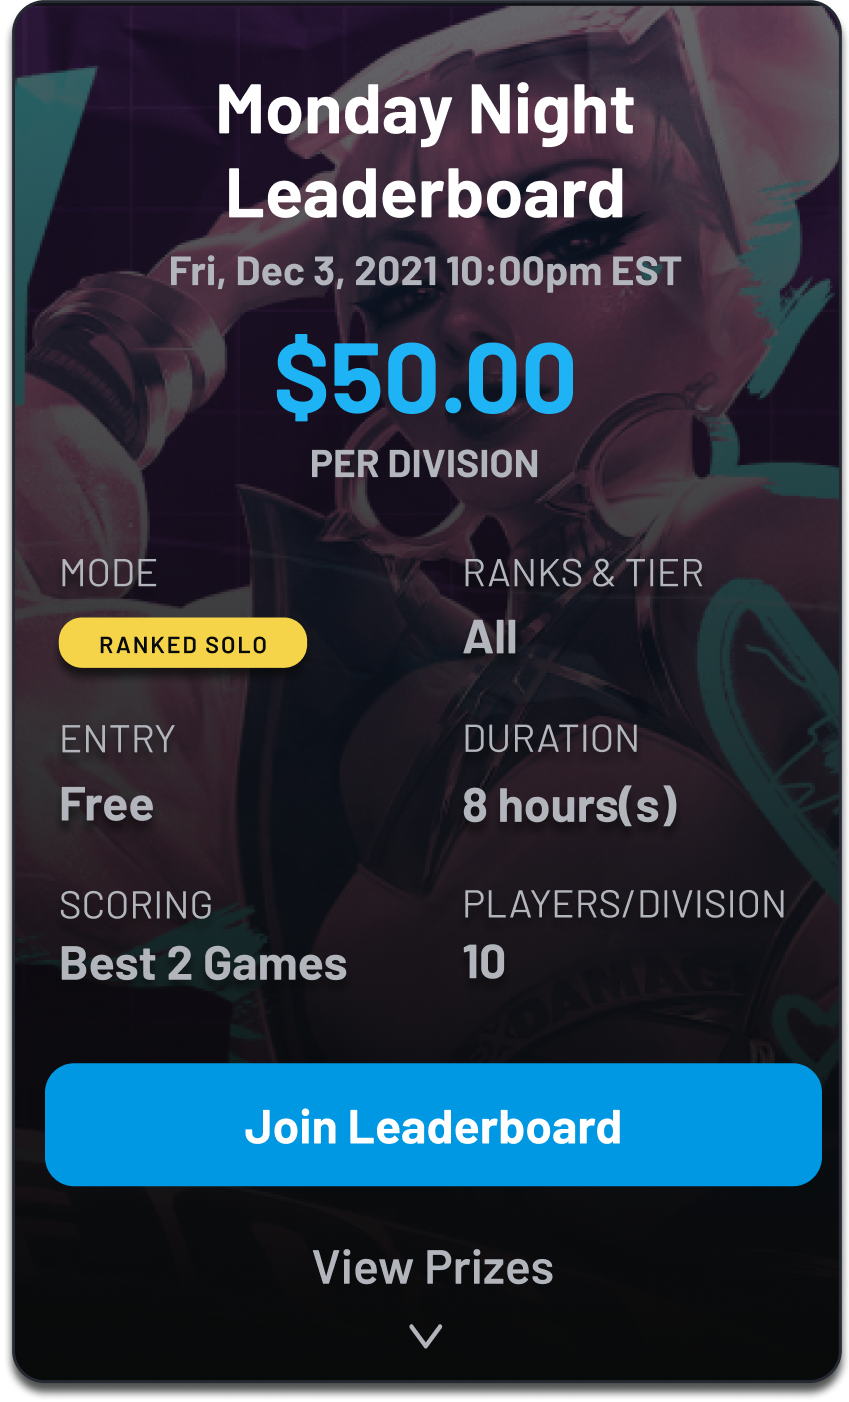 Monday Night
Leaderboard
Fri, Dec 3, 2021 10:00pm EST
$50.00
PER DIVISION
MODE
RANKED SOLO
RANKS & TIER
All
ENTRY
Free
DURATION
8 hours(s)
SCORING
Best 2 Games
PLAYERS/DIVISION
10
Join Leaderboard
View Prizes